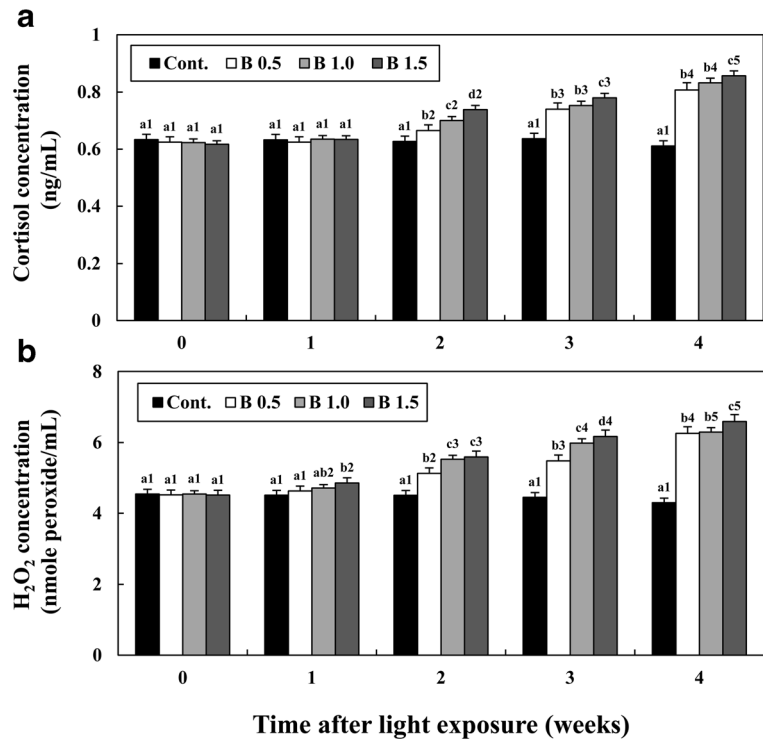 a
Cortisol concentration
(ng/mL)
1
0.8
0.6
0.4
0.2
0
Cont. B 0.5 B 1.0 B 1.5
a1 a1 a1 a1
a1 a1 a1 a1
a1 b2 c2 d2
a1 b3 b3 c3
a1 b4 b4 c5
0 1 2 3 4
b
H₂O₂ concentration
(nmole peroxide/mL)
8
6
4
2
0
Cont. B 0.5 B 1.0 B 1.5
a1 a1 a1 a1
a1 a1 ab2 b2
a1 b2 c3 c3
a1 b3 c4 d4
a1 b4 b5 c5
0 1 2 3 4
Time after light exposure (weeks)